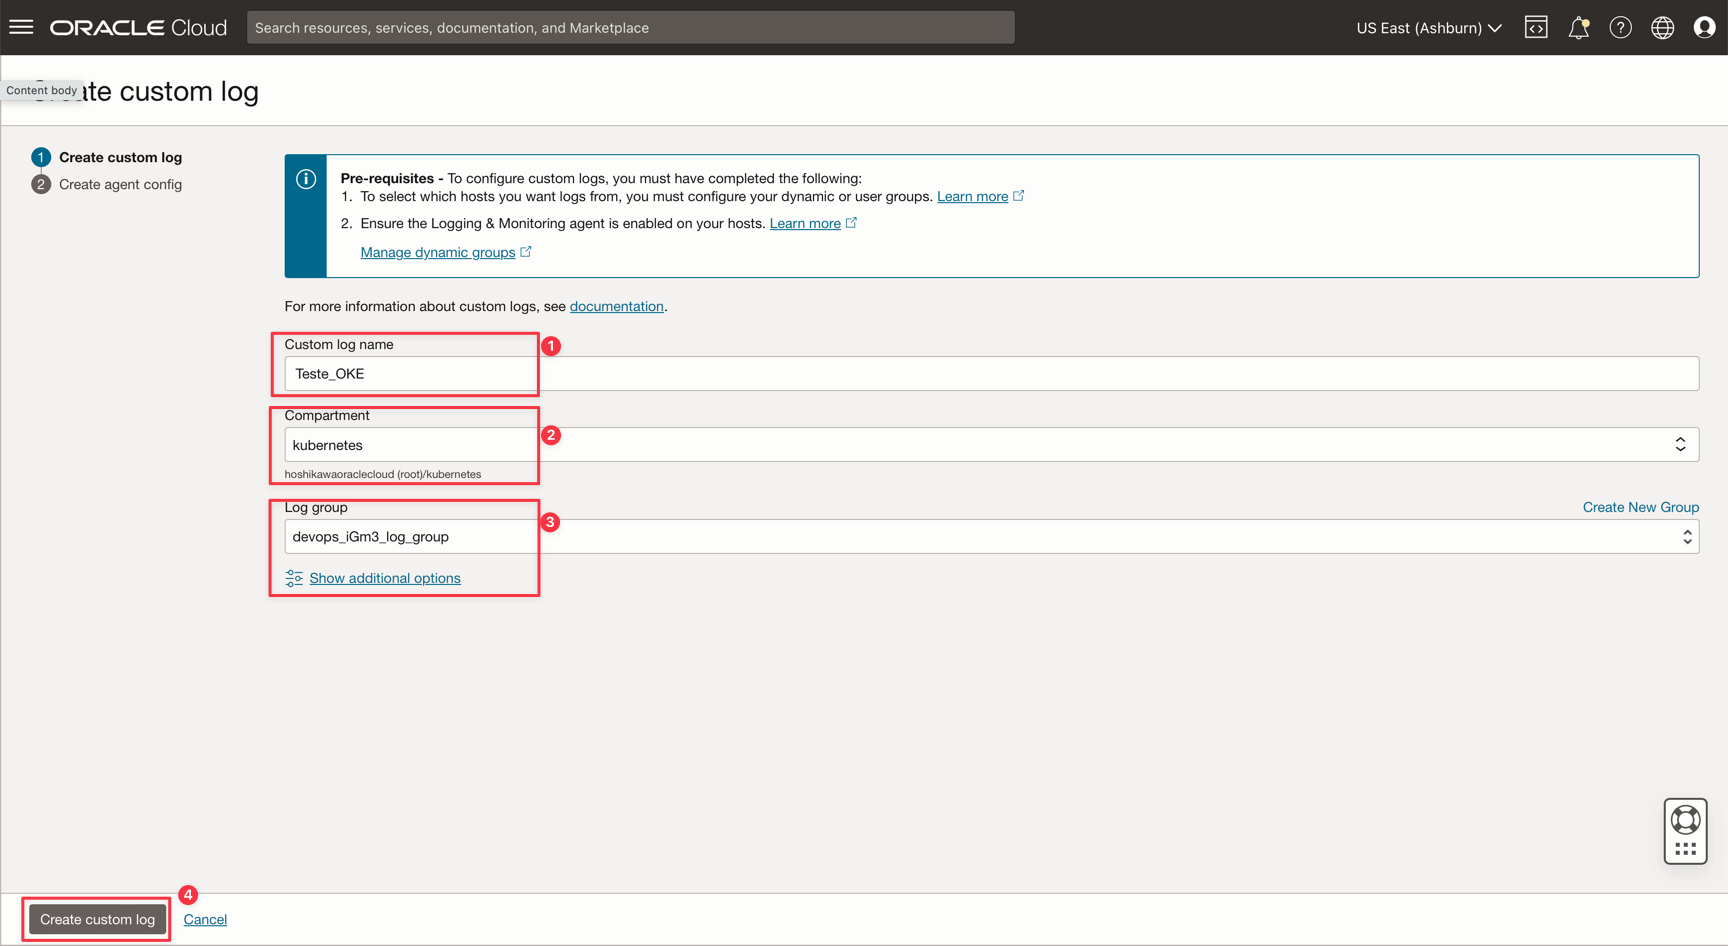 ORACLE Cloud
Search resources, services, documentation, and Marketplace
US East (Ashburn)
Content body
ate custom log
1 Create custom log
2 Create agent config
Pre-requisites - To configure custom logs, you must have completed the following:
1. To select which hosts you want logs from, you must configure your dynamic or user groups. Learn more
2. Ensure the Logging & Monitoring agent is enabled on your hosts. Learn more
Manage dynamic groups
For more information about custom logs, see documentation.
Custom log name
1
Teste_OKE
Compartment
2
kubernetes
hoshikawaoraclecloud (root)/kubernetes
Log group
Create New Group
3
devops_iGm3_log_group
Show additional options
4
Create custom log
Cancel